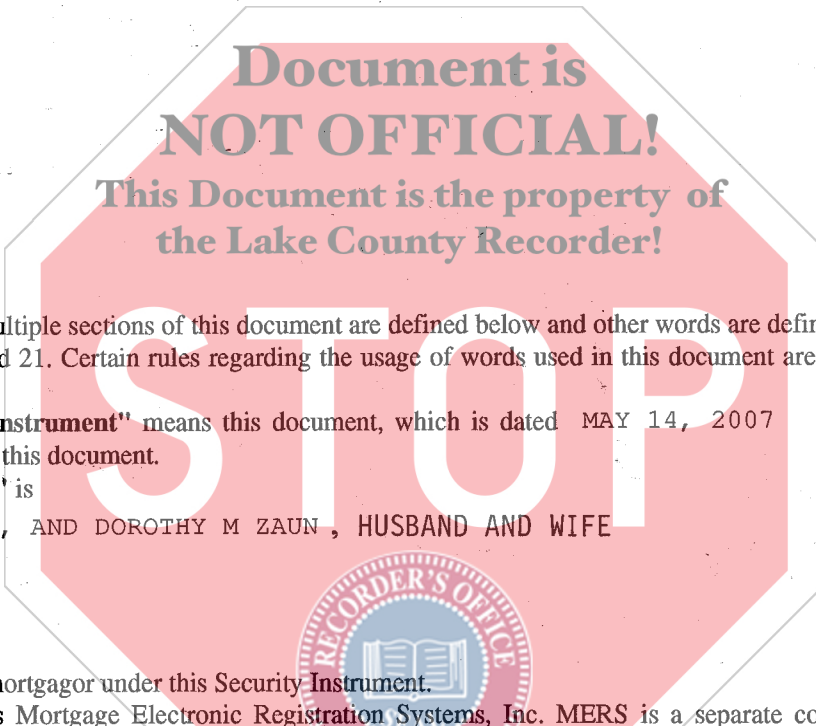 Document is
NOT OFFICIAL!
This Document is the property of
the Lake County Recorder!
STOP
ultiple sections of this document are defined below and other words are defin
d 21. Certain rules regarding the usage of words used in this document are
nstrument" means this document, which is dated MAY 14, 2007
this document.
" is
, AND DOROTHY M ZAUN , HUSBAND AND WIFE
RECORDER'S OFFICE
nortgagor under this Security Instrument.
s Mortgage Electronic Registration Systems, Inc. MERS is a separate co